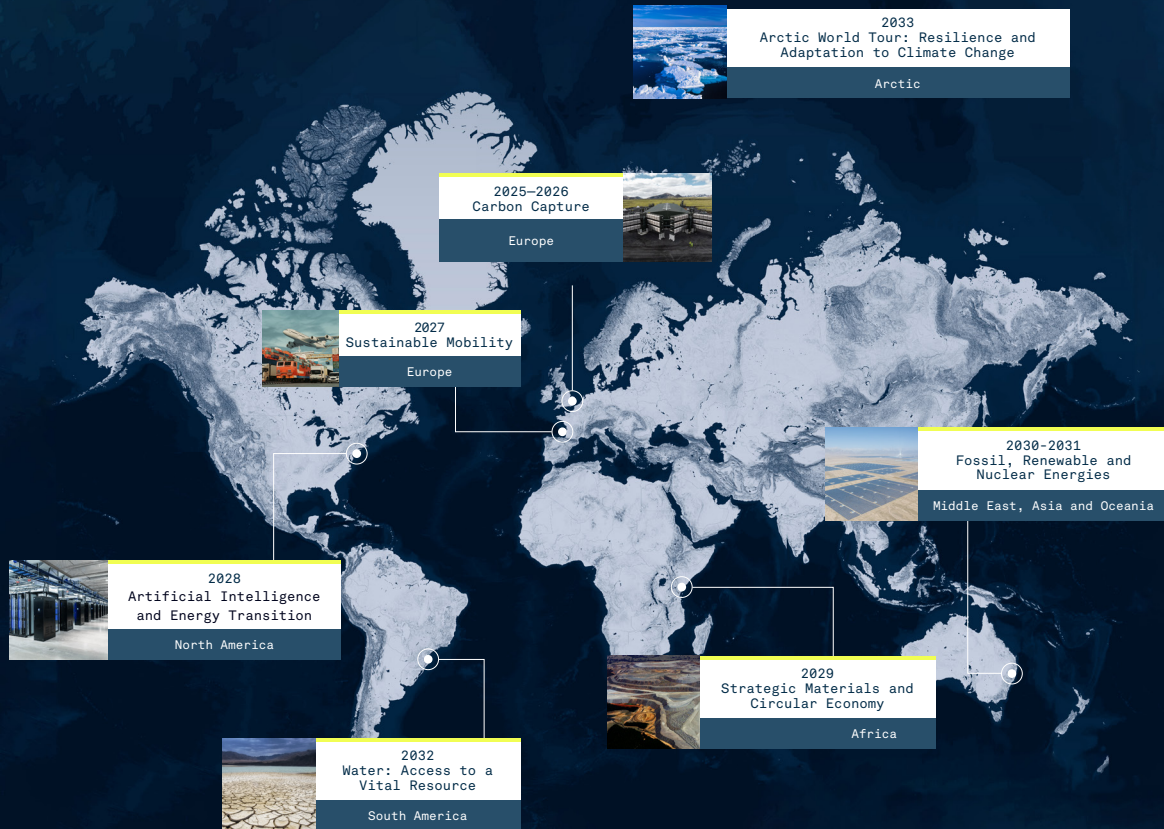 2033
Arctic World Tour: Resilience and
Adaptation to Climate Change
Arctic
2025—2026
Carbon Capture
Europe
2027
Sustainable Mobility
Europe
2030-2031
Fossil, Renewable and
Nuclear Energies
Middle East, Asia and Oceania
2028
Artificial Intelligence
and Energy Transition
North America
2029
Strategic Materials and
Circular Economy
Africa
2032
Water: Access to a
Vital Resource
South America